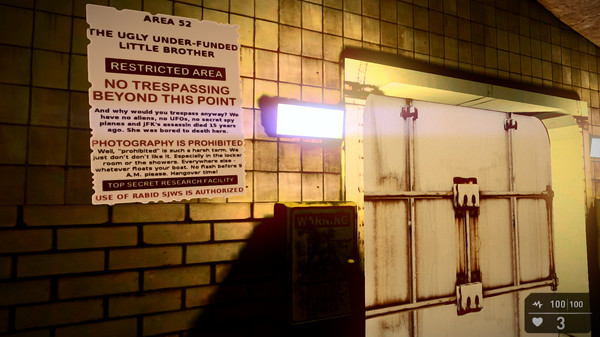 AREA 52
THE UGLY UNDER-FUNDED
LITTLE BROTHER
RESTRICTED AREA
NO TRESPASSING
BEYOND THIS POINT
And why would you trespass anyway? We
have no aliens, no UFOs, no secret spy
planes and JFK's assassin died 15 years
ago. She was bored to death here.
PHOTOGRAPHY IS PROHIBITED
Well, "prohibited" is such a harsh term. We
just don't don't like it. Especially in the locker
room or the showers. Everywhere else -
whatever floats your boat. No flash before 9
A.M. please. Hangover time!
TOP SECRET RESEARCH FACILITY
USE OF RABID SJWS IS AUTHORIZED
WARNING
100|100
3